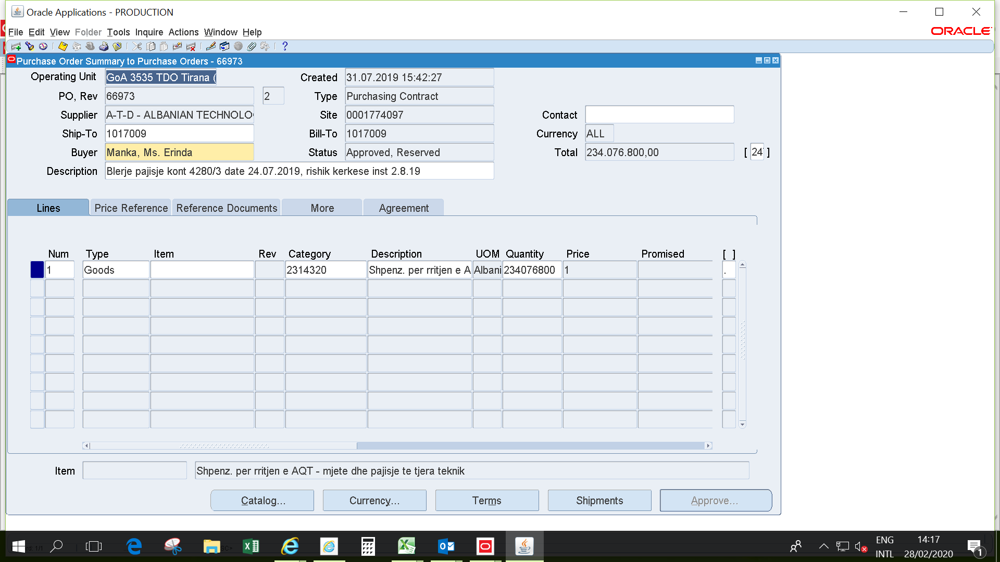 Oracle Applications - PRODUCTION
File Edit View Folder Tools Inquire Actions Window Help
ORACLE
Purchase Order Summary to Purchase Orders - 66973
Operating Unit GoA 3535 TDO Tirana ( Created 31.07.2019 15:42:27
PO, Rev 66973 2 Type Purchasing Contract
Supplier A-T-D - ALBANIAN TECHNOLO Site 0001774097 Contact
Ship-To 1017009 Bill-To 1017009 Currency ALL
Buyer Manka, Ms. Erinda Status Approved, Reserved Total 234.076.800,00 [ 24 ]
Description Blerje pajisje kont 4280/3 date 24.07.2019, rishik kerkese inst 2.8.19
Lines Price Reference Reference Documents More Agreement
Num Type Item Rev Category Description UOM Quantity Price Promised [ ]
1 Goods 2314320 Shpenz. per rritjen e A Albani 234076800 1 .
Item Shpenz. per rritjen e AQT - mjete dhe pajisje te tjera teknik
Catalog... Currency... Terms Shipments Approve...
ENG 14:17
INTL 28/02/2020 1